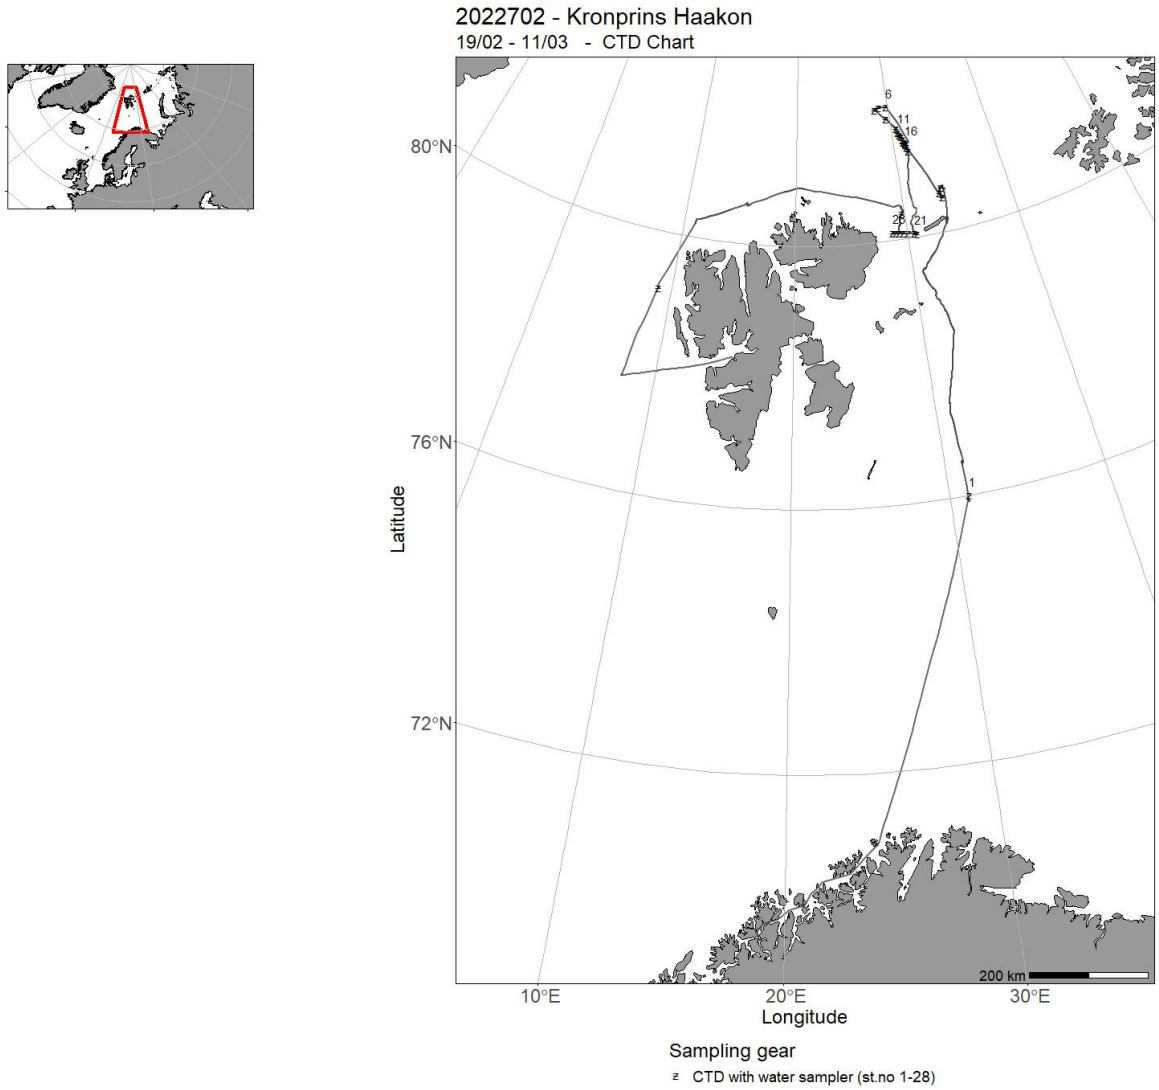 2022702 - Kronprins Haakon
19/02 - 11/03 - CTD Chart
6
11
16
80°N
21
76°N
1
Latitude
72°N
200 km
10°E
20°E
30°E
Longitude
Sampling gear
z CTD with water sampler (st.no 1-28)